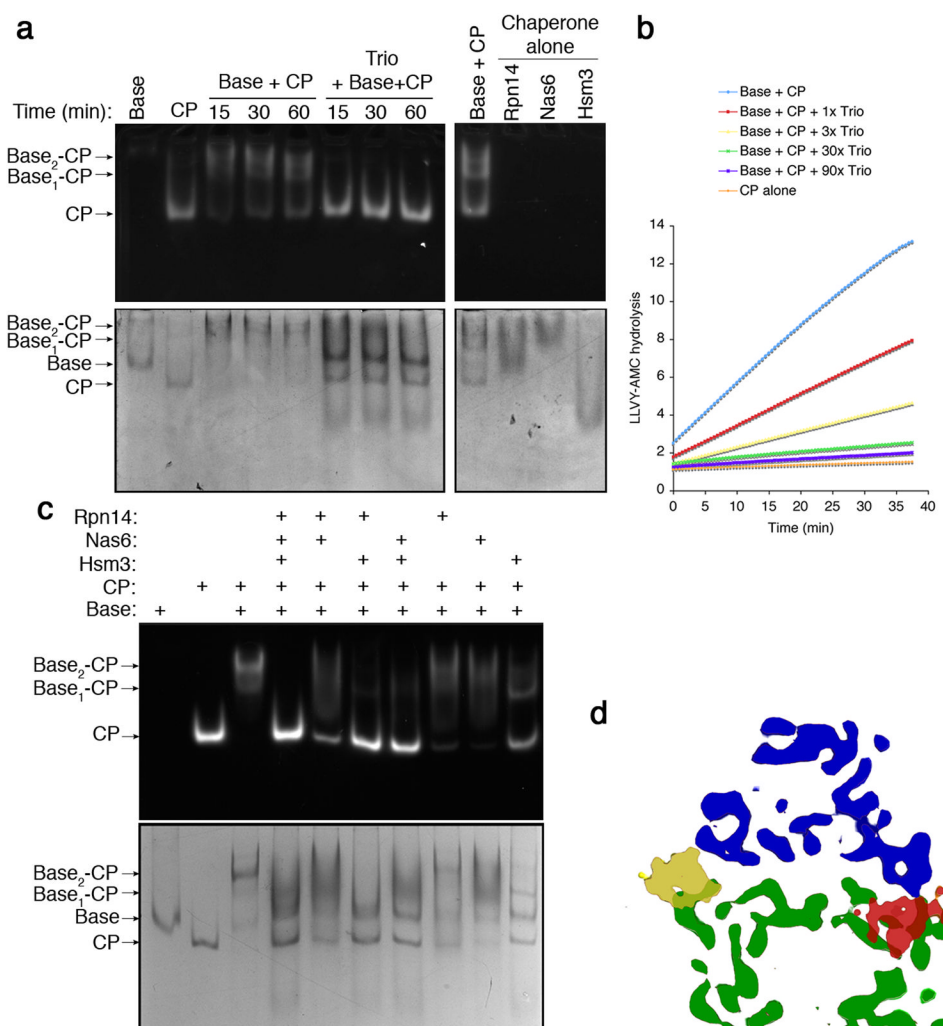 a
Base
CP
Base + CP
Trio
+ Base+CP
Time (min):
15
30
60
15
30
60
Base + CP
Chaperone
alone
Rpn14
Nas6
Hsm3
Base2-CP
Base1-CP
CP
Base2-CP
Base1-CP
Base
CP
b
Base + CP
Base + CP + 1x Trio
Base + CP + 3x Trio
Base + CP + 30x Trio
Base + CP + 90x Trio
CP alone
LLVY-AMC hydrolysis
14
12
10
8
6
4
2
0
0 5 10 15 20 25 30 35 40
Time (min)
c
Rpn14: + + + +
Nas6: + + + +
Hsm3: + + + +
CP: + + + + + + + + +
Base: + + + + + + + + + +
Base2-CP
Base1-CP
CP
Base2-CP
Base1-CP
Base
CP
d